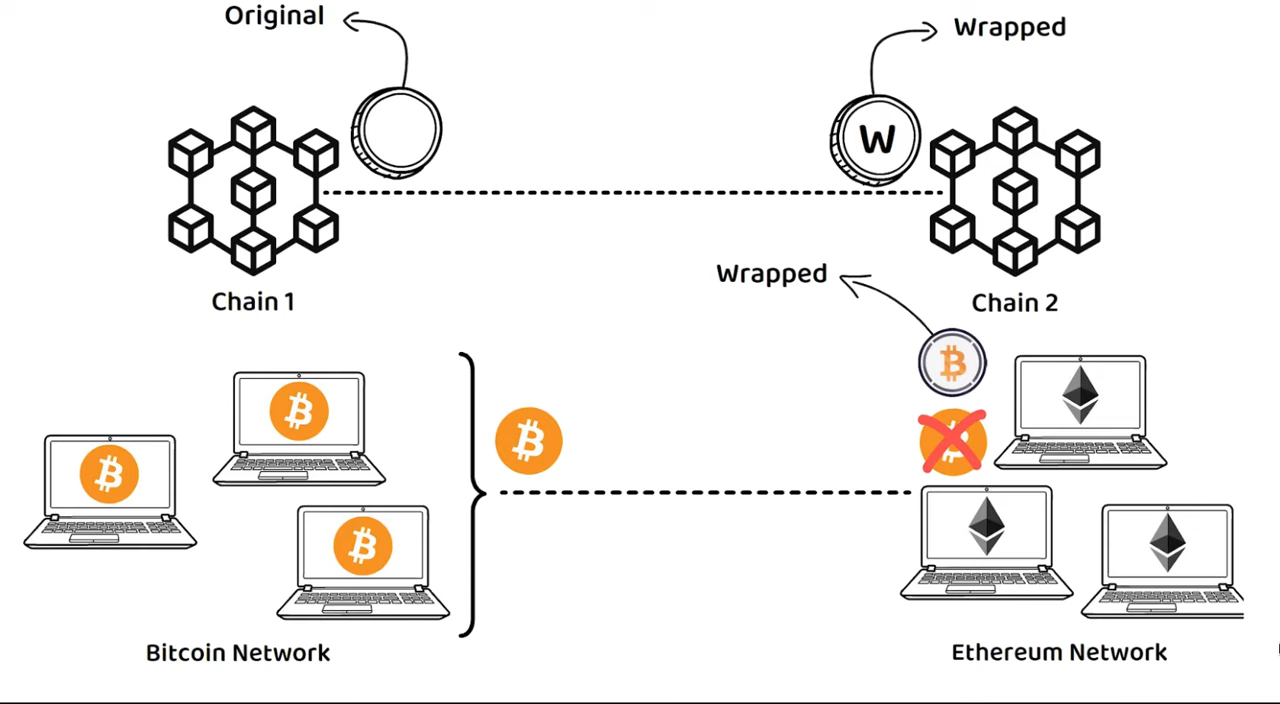 Original
Wrapped
W
Chain 1
Chain 2
Wrapped
Bitcoin Network
Ethereum Network